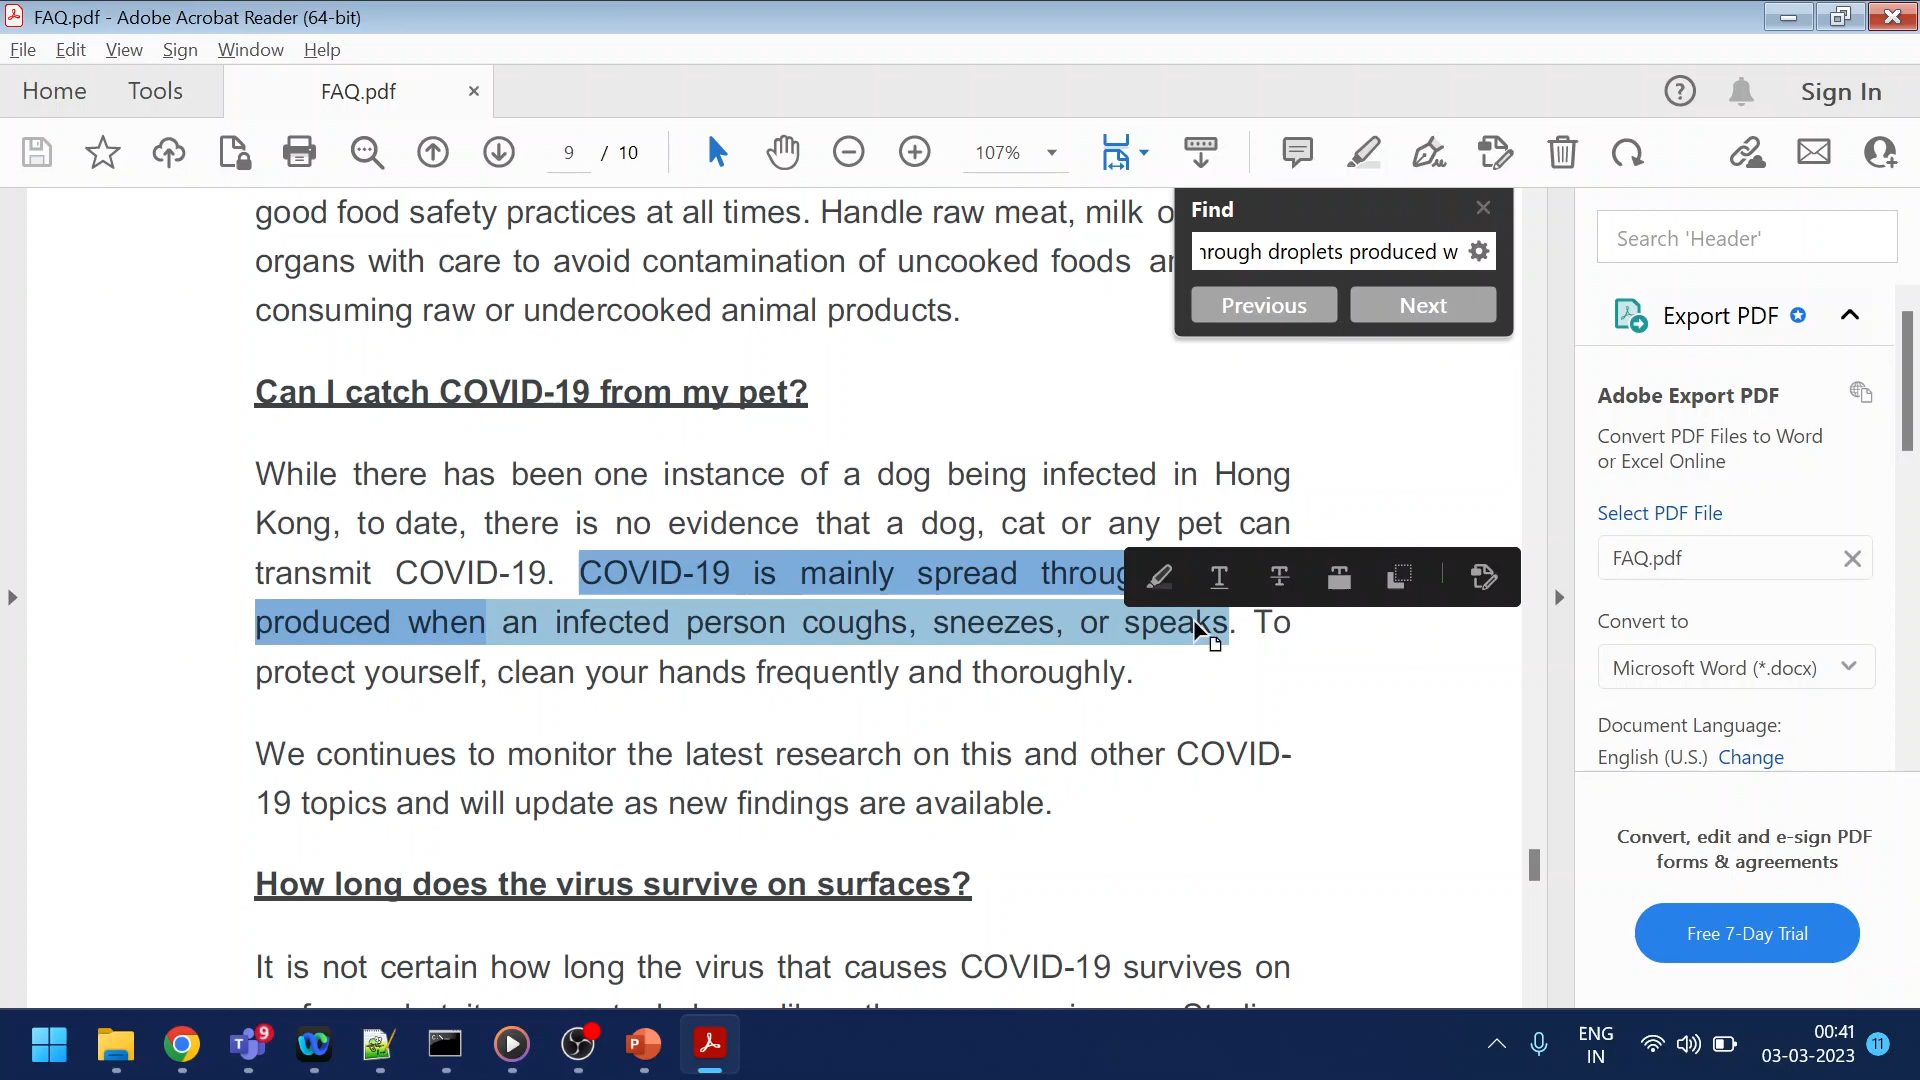 FAQ.pdf - Adobe Acrobat Reader (64-bit)
File Edit View Sign Window Help
Home Tools FAQ.pdf
Sign In
9 / 10
107%
good food safety practices at all times. Handle raw meat, milk
organs with care to avoid contamination of uncooked foods
consuming raw or undercooked animal products.
Find
rough droplets produced w
Previous Next
Can I catch COVID-19 from my pet?
While there has been one instance of a dog being infected in Hong
Kong, to date, there is no evidence that a dog, cat or any pet can
transmit COVID-19. COVID-19 is mainly spread throug
produced when an infected person coughs, sneezes, or speaks. To
protect yourself, clean your hands frequently and thoroughly.
We continues to monitor the latest research on this and other COVID-
19 topics and will update as new findings are available.
How long does the virus survive on surfaces?
It is not certain how long the virus that causes COVID-19 survives on
Search 'Header'
Export PDF
Adobe Export PDF
Convert PDF Files to Word
or Excel Online
Select PDF File
FAQ.pdf
Convert to
Microsoft Word (*.docx)
Document Language:
English (U.S.) Change
Convert, edit and e-sign PDF
forms & agreements
Free 7-Day Trial
9
ENG
IN
00:41
03-03-2023
11